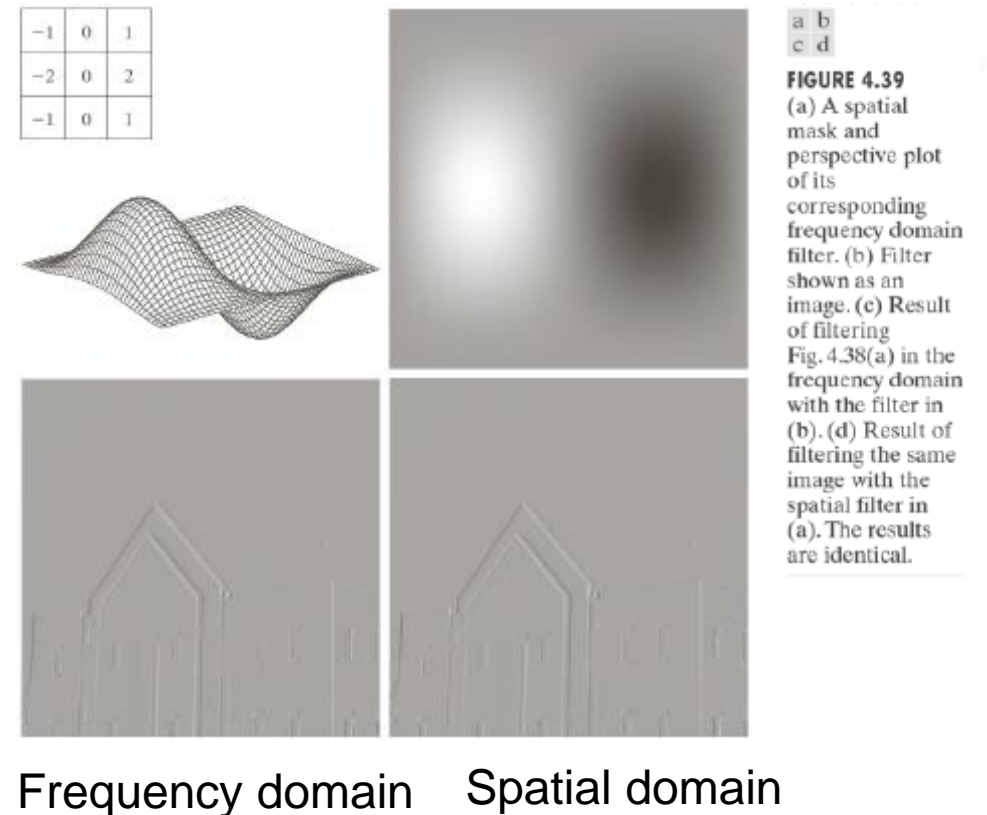 -1 0 1
-2 0 2
-1 0 1
a b
c d
FIGURE 4.39
(a) A spatial
mask and
perspective plot
of its
corresponding
frequency domain
filter. (b) Filter
shown as an
image. (c) Result
of filtering
Fig. 4.38(a) in the
frequency domain
with the filter in
(b). (d) Result of
filtering the same
image with the
spatial filter in
(a). The results
are identical.
Frequency domain Spatial domain